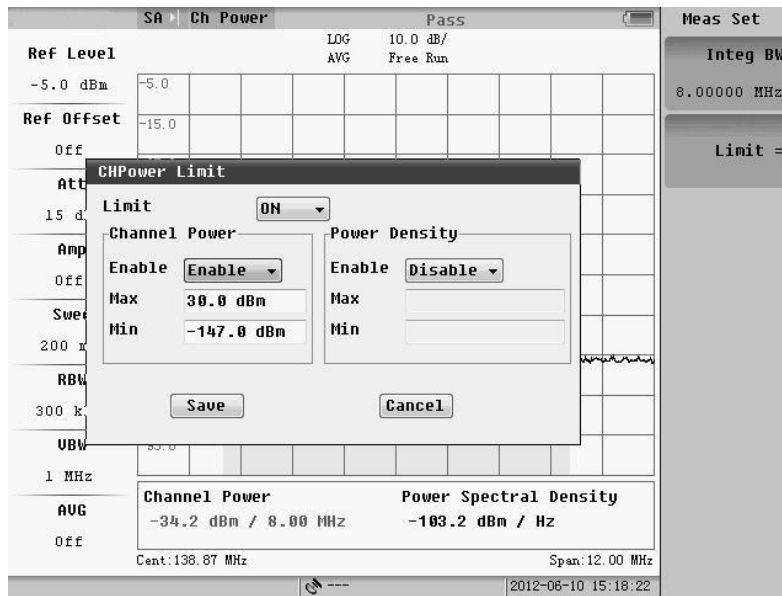 SA Ch Power Pass
Meas Set
LOG 10.0 dB/
AVG Free Run
Ref Level
-5.0 dBm
Ref Offset
Off
Att
15 d
Amp
Off
Swee
200 m
RBW
300 k
VBW
1 MHz
AVG
Off
-5.0
-15.0
CHPower Limit
Limit ON
Channel Power
Enable Enable
Max 30.0 dBm
Min -147.0 dBm
Power Density
Enable Disable
Max
Min
Save Cancel
Channel Power
-34.2 dBm / 8.00 MHz
Power Spectral Density
-103.2 dBm / Hz
Cent:138.87 MHz
Span:12.00 MHz
---
2012-06-10 15:18:22
Integ BW
8.00000 MHz
Limit =